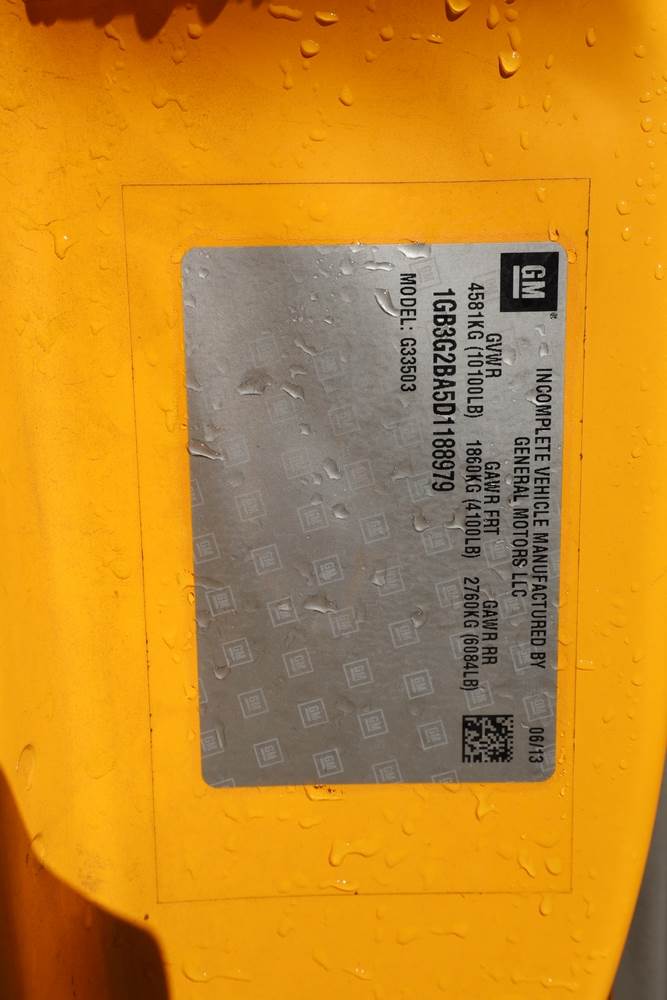 GM
INCOMPLETE VEHICLE MANUFACTURED BY
GENERAL MOTORS LLC
06/13
GVWR GAWR FRT GAWR RR
4581KG (10100LB) 1860KG (4100LB) 2760KG (6084LB)
1GB3G2BA5D1188979
MODEL: G33503